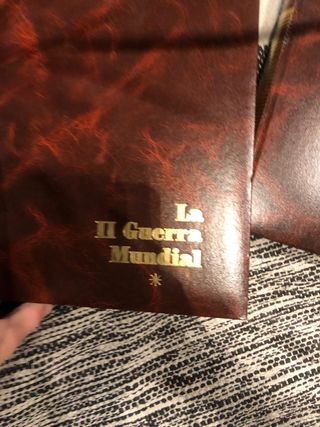 La
II Guerra
Mundial
*